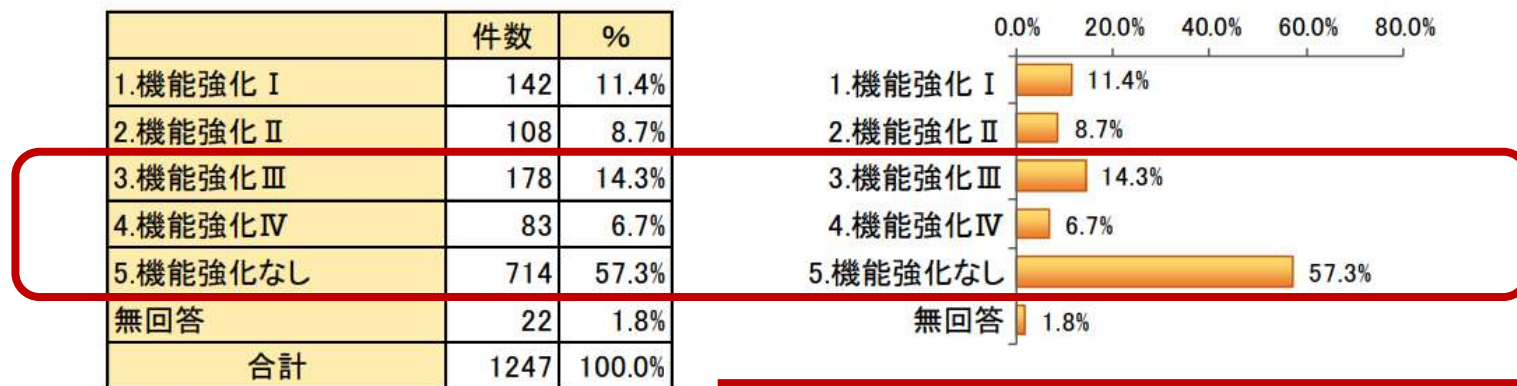 件数 %
1.機能強化Ⅰ 142 11.4%
2.機能強化Ⅱ 108 8.7%
3.機能強化Ⅲ 178 14.3%
4.機能強化Ⅳ 83 6.7%
5.機能強化なし 714 57.3%
無回答 22 1.8%
合計 1247 100.0%
0.0% 20.0% 40.0% 60.0% 80.0%
1.機能強化Ⅰ 11.4%
2.機能強化Ⅱ 8.7%
3.機能強化Ⅲ 14.3%
4.機能強化Ⅳ 6.7%
5.機能強化なし 57.3%
無回答 1.8%